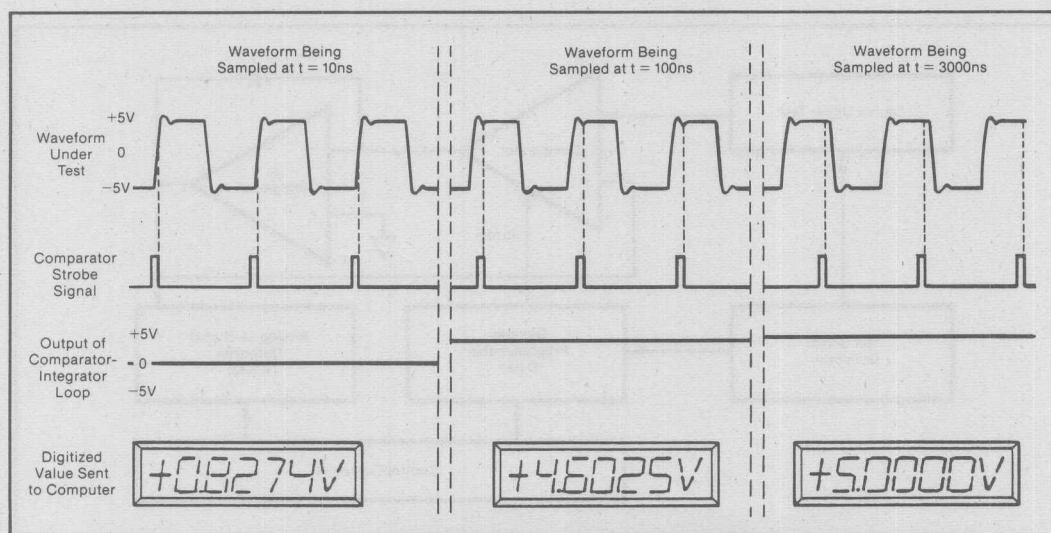 Waveform Being
Sampled at t = 10ns
Waveform Being
Sampled at t = 100ns
Waveform Being
Sampled at t = 3000ns
Waveform
Under
Test
+5V
0
−5V
Comparator
Strobe
Signal
Output of
Comparator-
Integrator
Loop
+5V
0
−5V
Digitized
Value Sent
to Computer
+0.8274V
+4.6025V
+5.0000V